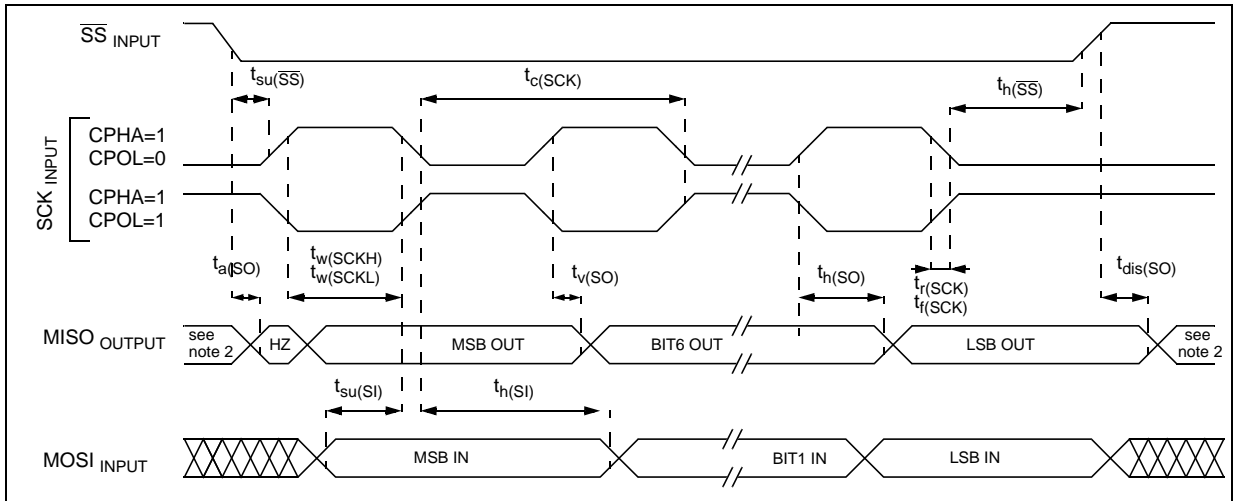 SS INPUT
tsu(SS)
tc(SCK)
th(SS)
SCK INPUT
CPHA=1
CPOL=0
CPHA=1
CPOL=1
ta(SO)
tw(SCKH)
tw(SCKL)
tv(SO)
th(SO)
tr(SCK)
tf(SCK)
tdis(SO)
MISO OUTPUT
see
note 2
HZ
MSB OUT
BIT6 OUT
LSB OUT
see
note 2
tsu(SI)
th(SI)
MOSI INPUT
MSB IN
BIT1 IN
LSB IN